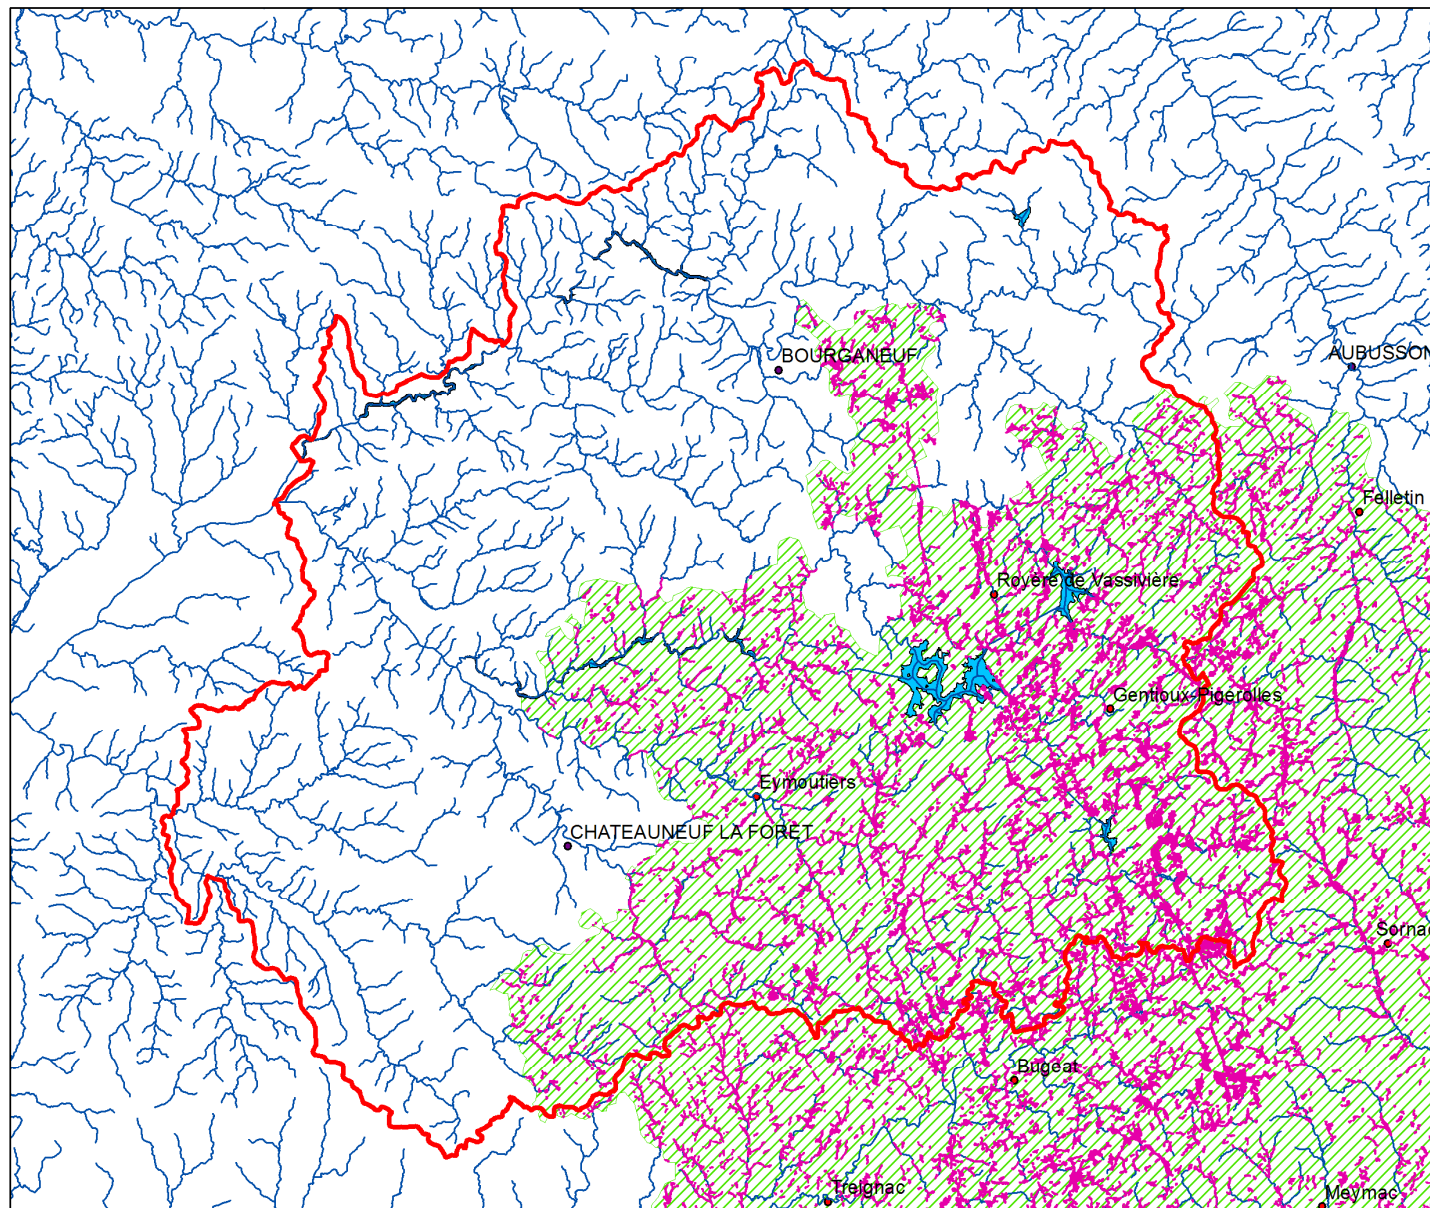 BOURGANEUF
AUBUSSON
Felletin
Royère de Vassivière
Gentioux-Pigerolles
Eymoutiers
CHATEAUNEUF LA FORET
Sornac
Bugeat
Treignac
Meymac